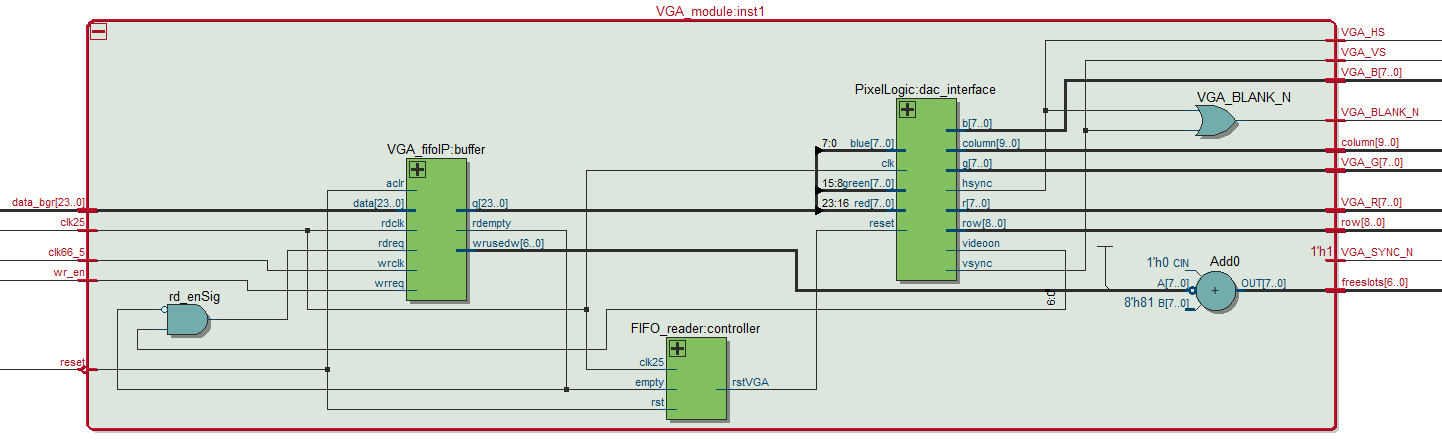 VGA_module:inst1
data_bgr[23..0]
clk25
clk66_5
wr_en
reset
VGA_fifoIP:buffer
aclr
data[23..0]
rdclk
rdreq
wrclk
wrreq
q[23..0]
rdempty
wrusedw[6..0]
rd_enSig
FIFO_reader:controller
clk25
empty
rst
rstVGA
PixelLogic:dac_interface
7:0
15:8
23:16
blue[7..0]
clk
green[7..0]
red[7..0]
reset
b[7..0]
column[9..0]
g[7..0]
hsync
r[7..0]
row[8..0]
videoon
vsync
VGA_BLANK_N
6:0
Add0
1'h0 CIN
A[7..0]
8'h81 B[7..0]
+
OUT[7..0]
VGA_HS
VGA_VS
VGA_B[7..0]
VGA_BLANK_N
column[9..0]
VGA_G[7..0]
VGA_R[7..0]
row[8..0]
1'h1 VGA_SYNC_N
freeslots[6..0]